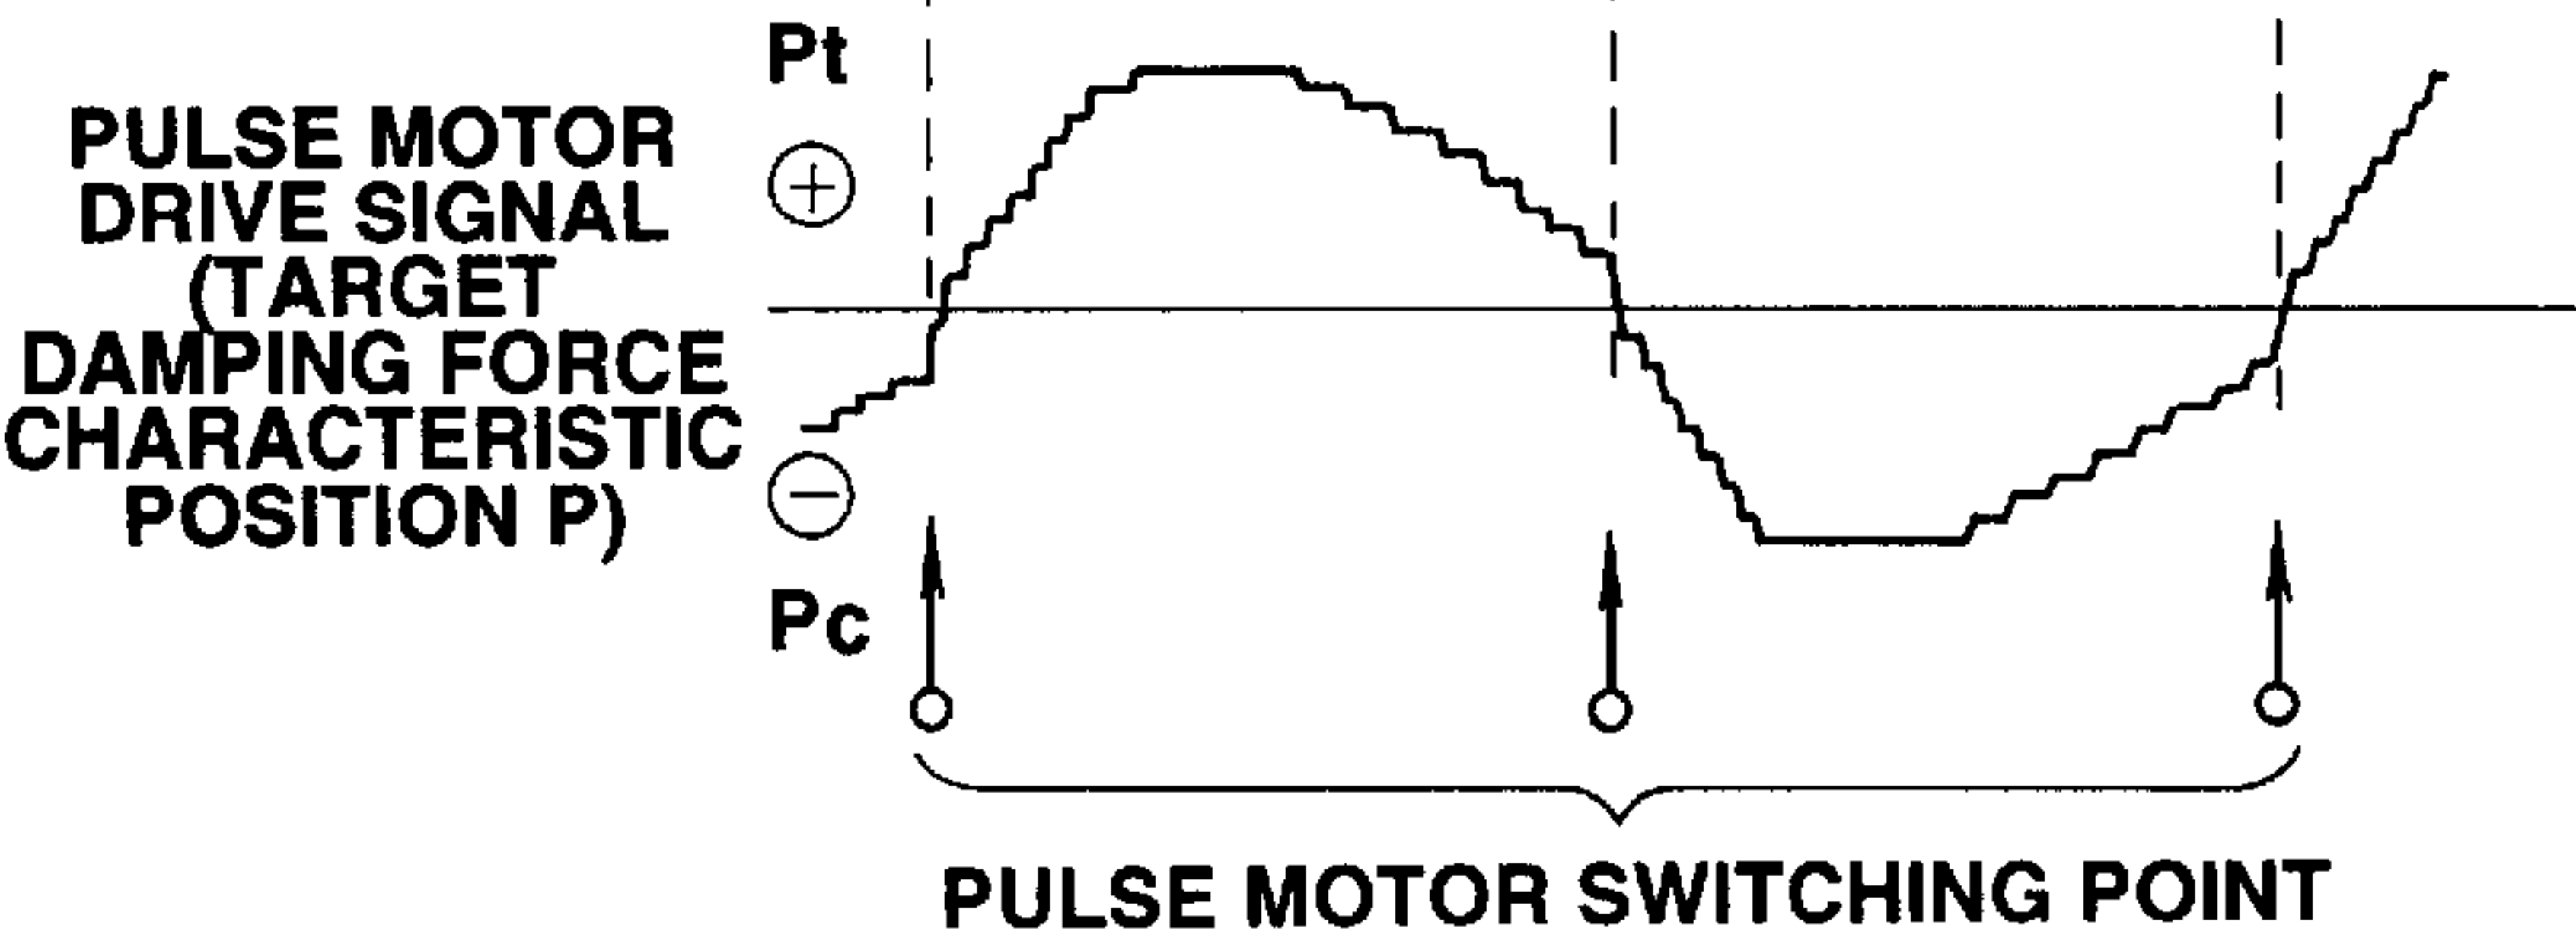 Pt
PULSE MOTOR
DRIVE SIGNAL
(TARGET
DAMPING FORCE
CHARACTERISTIC
POSITION P)
+
−
Pc
PULSE MOTOR SWITCHING POINT